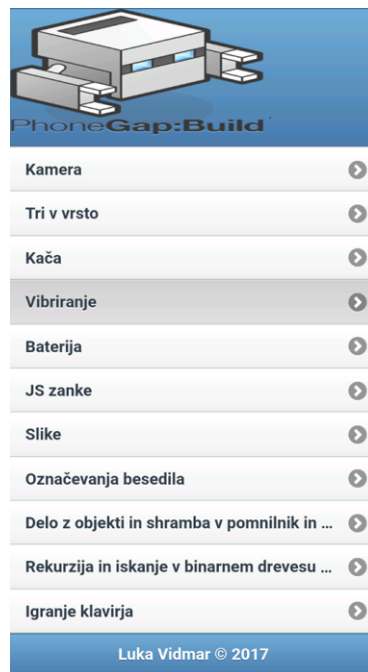 PhoneGap:Build
Kamera
Tri v vrsto
Kača
Vibriranje
Baterija
JS zanke
Slike
Označevanja besedila
Delo z objekti in shramba v pomnilnik in ...
Rekurzija in iskanje v binarnem drevesu ...
Igranje klavirja
Luka Vidmar © 2017